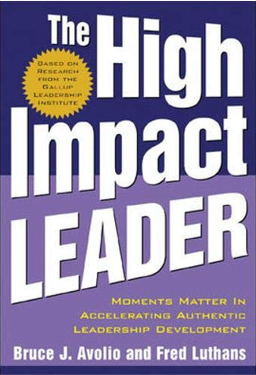 The
High
Impact
LEADER
BASED ON
RESEARCH
FROM THE
GALLUP
LEADERSHIP
INSTITUTE
MOMENTS MATTER IN
ACCELERATING AUTHENTIC
LEADERSHIP DEVELOPMENT
Bruce J. Avolio and Fred Luthans